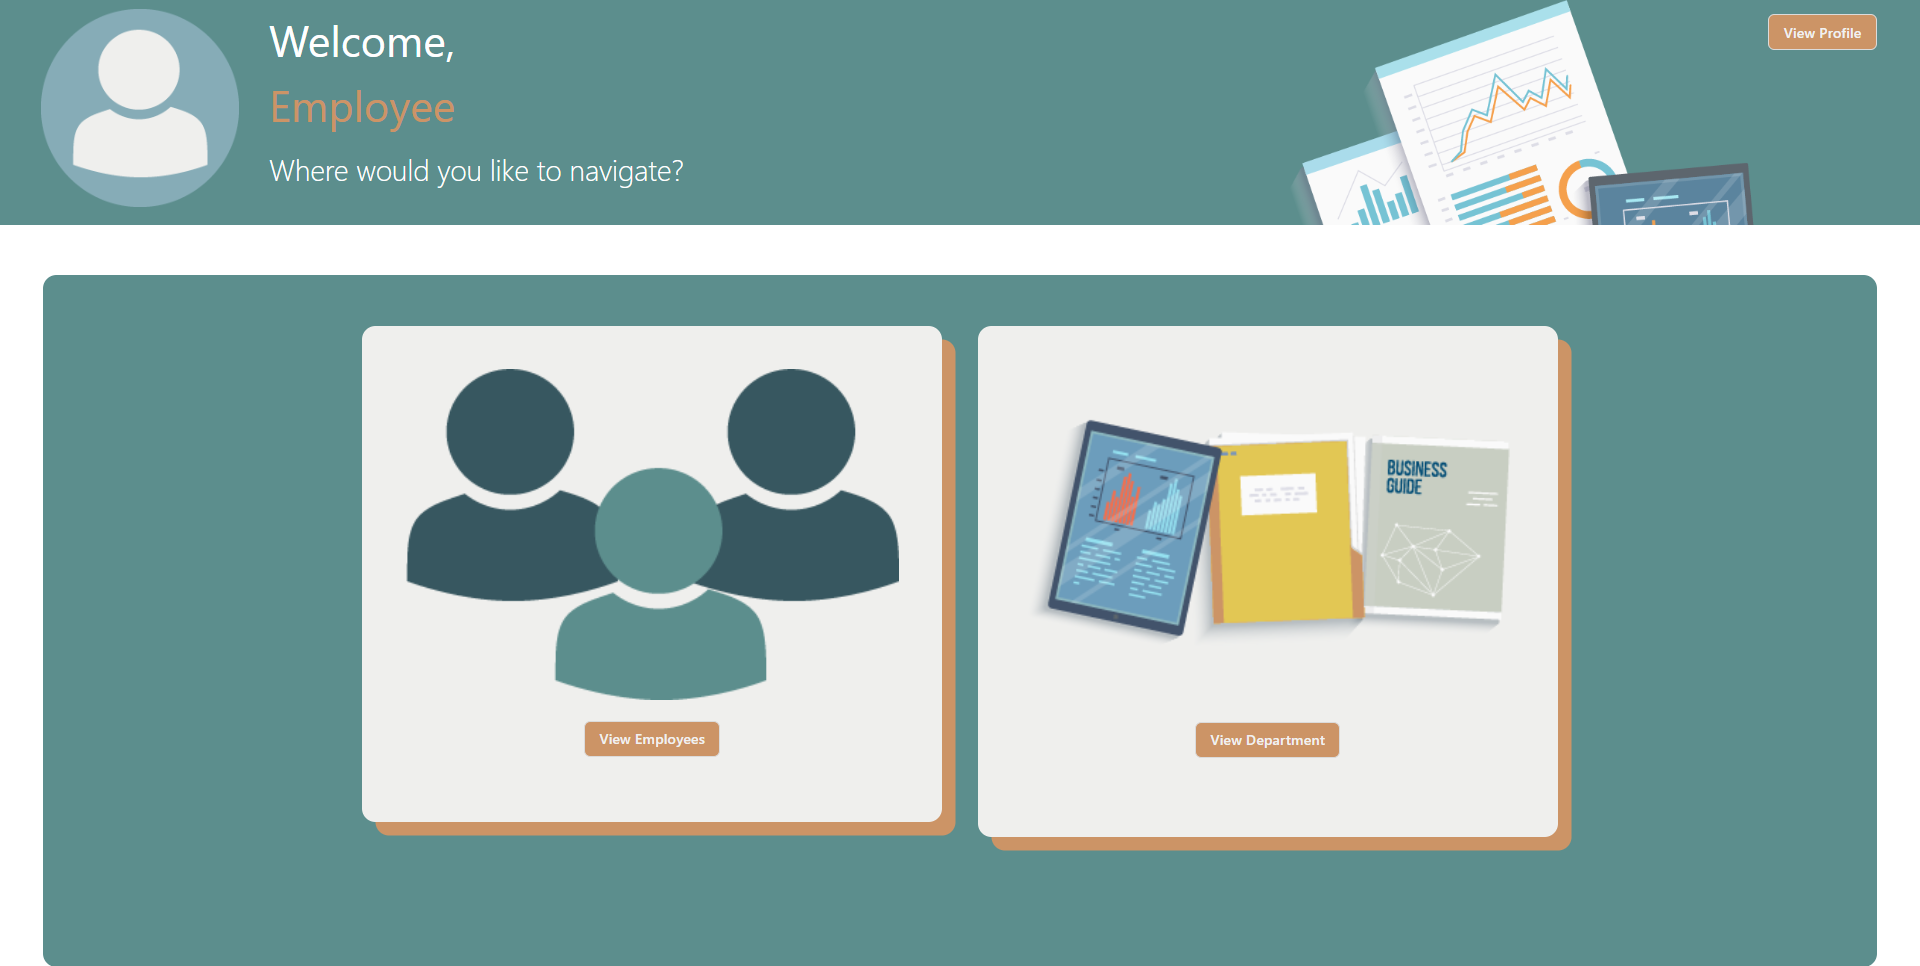 Welcome,
View Profile
Employee
Where would you like to navigate?
BUSINESS
GUIDE
View Employees
View Department